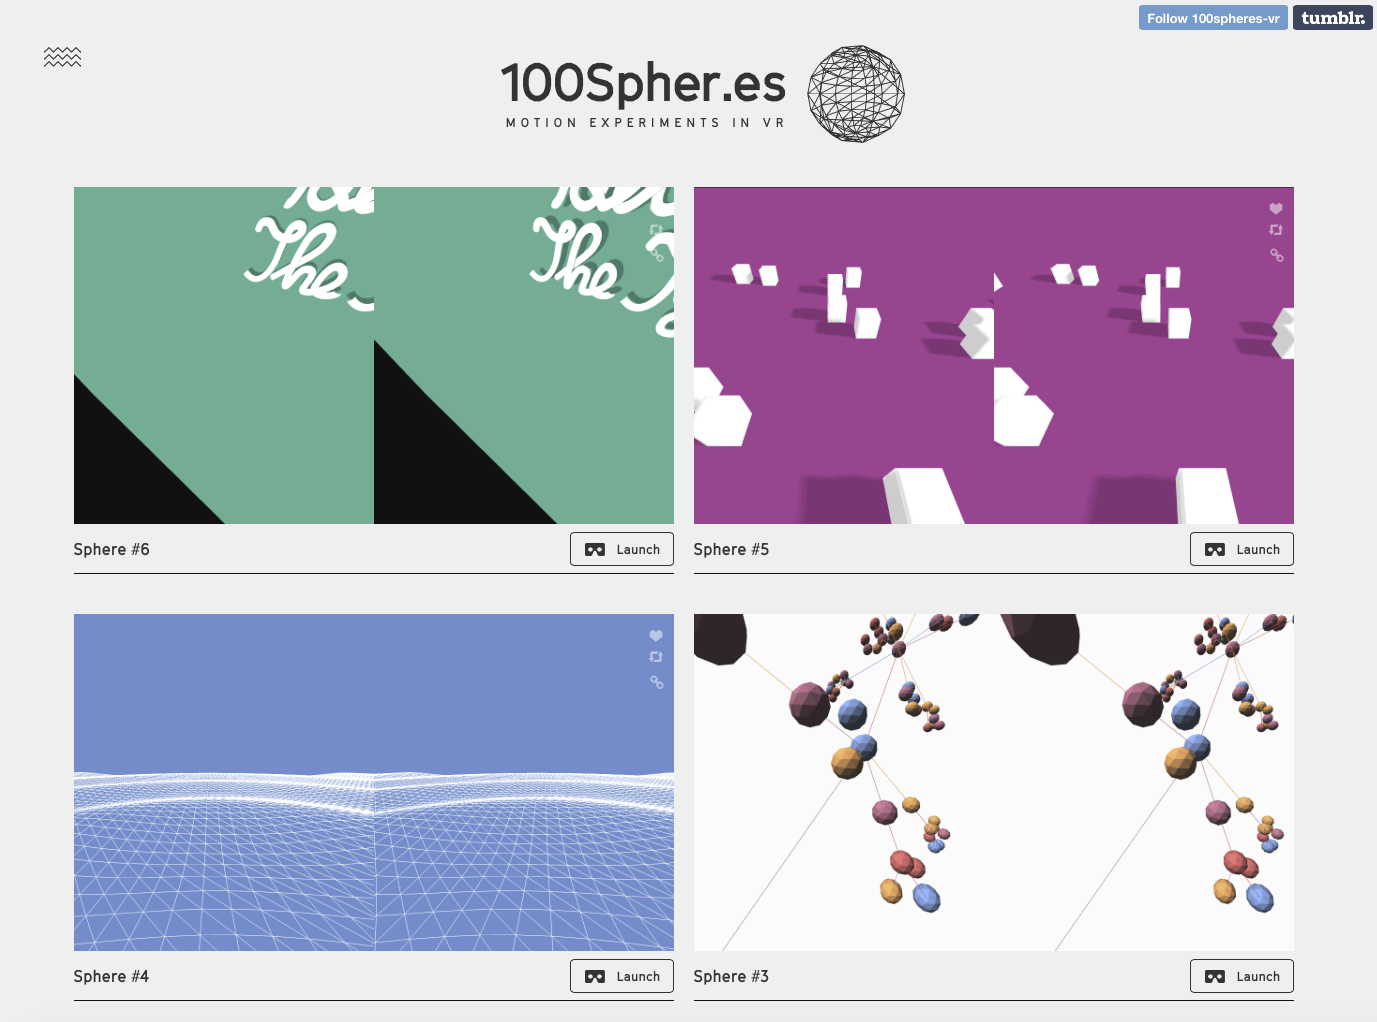 Follow 100spheres-vr
tumblr.
100Spher.es
MOTION EXPERIMENTS IN VR
The
The
Sphere #6
Launch
Sphere #5
Launch
Sphere #4
Launch
Sphere #3
Launch